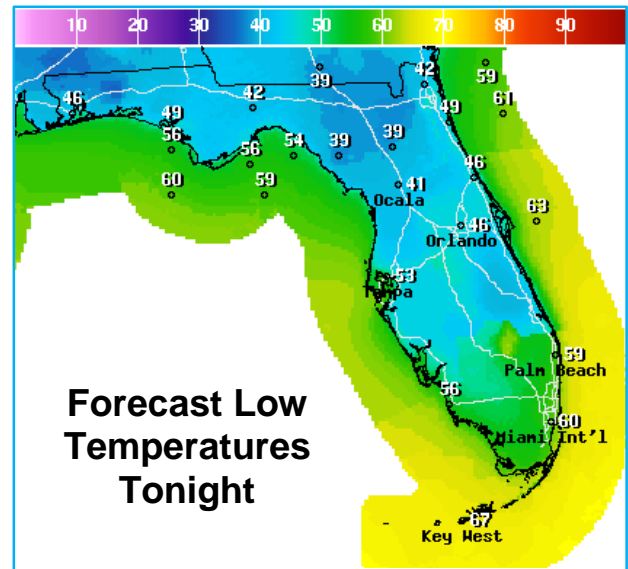 10 20 30 40 50 60 70 80 90
39
42
59
46
42
49
61
49
56
56
54
39
39
46
60
59
41
Ocala
46
Orlando
63
53
Tampa
59
Palm Beach
56
60
Miami Int'l
Forecast Low
Temperatures
Tonight
67
Key West